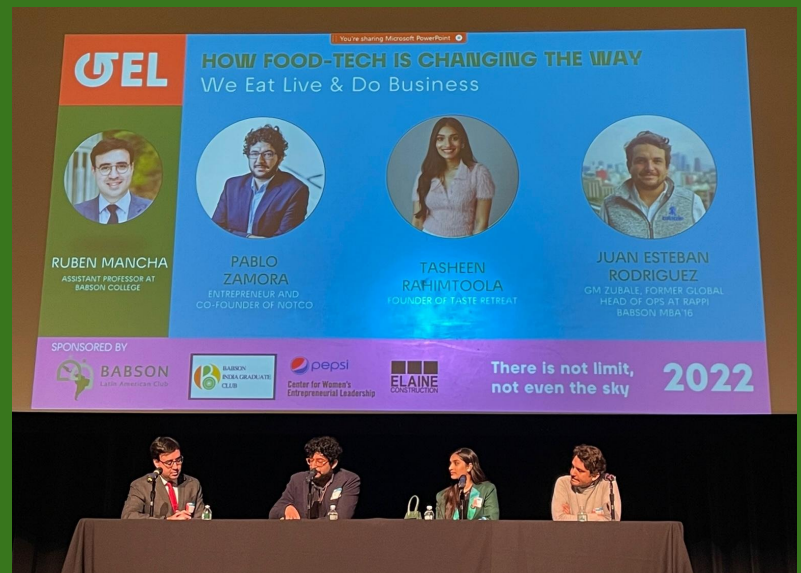 You're sharing Microsoft PowerPoint
GEL
HOW FOOD-TECH IS CHANGING THE WAY
We Eat Live & Do Business
RUBEN MANCHA
ASSISTANT PROFESSOR AT
BABSON COLLEGE
PABLO
ZAMORA
ENTREPRENEUR AND
CO-FOUNDER OF NOTCO
TASHEEN
RAHIMTOOLA
FOUNDER OF TASTE RETREAT
JUAN ESTEBAN
RODRIGUEZ
GM ZUBALE, FORMER GLOBAL
HEAD OF OPS AT RAPPI
BABSON MBA'16
SPONSORED BY
BABSON
Latin American Club
BABSON
INDIA GRADUATE
CLUB
pepsi
Center for Women's
Entrepreneurial Leadership
ELAINE
CONSTRUCTION
There is not limit,
not even the sky
2022